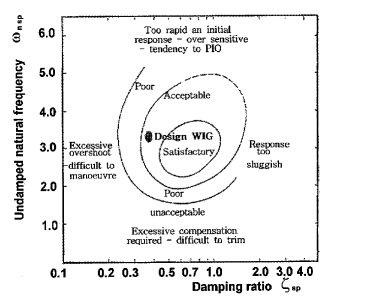 Too rapid an initial
response - over sensitive
- tendency to PIO
Undamped natural frequency ω n sp
6.0
5.0
4.0
3.0
2.0
1.0
Poor
Acceptable
Design WIG
Satisfactory
Excessive
overshoot
- difficult to
manoeuvre
Response
too
sluggish
Poor
unacceptable
Excessive compensation
required - difficult to trim
0.1
0.2
0.3
0.5
0.7
1.0
2.0
3.0
4.0
Damping ratio ζ sp